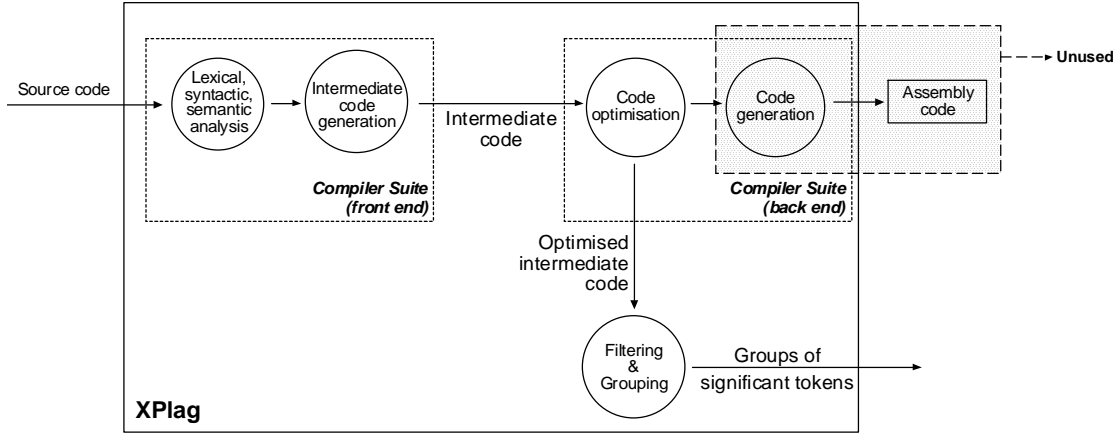 Source code
Lexical,
syntactic,
semantic
analysis
Intermediate
code
generation
Compiler Suite
(front end)
Intermediate
code
Code
optimisation
Code
generation
Compiler Suite
(back end)
Assembly
code
Unused
Optimised
intermediate
code
Filtering
&
Grouping
Groups of
significant tokens
XPlag